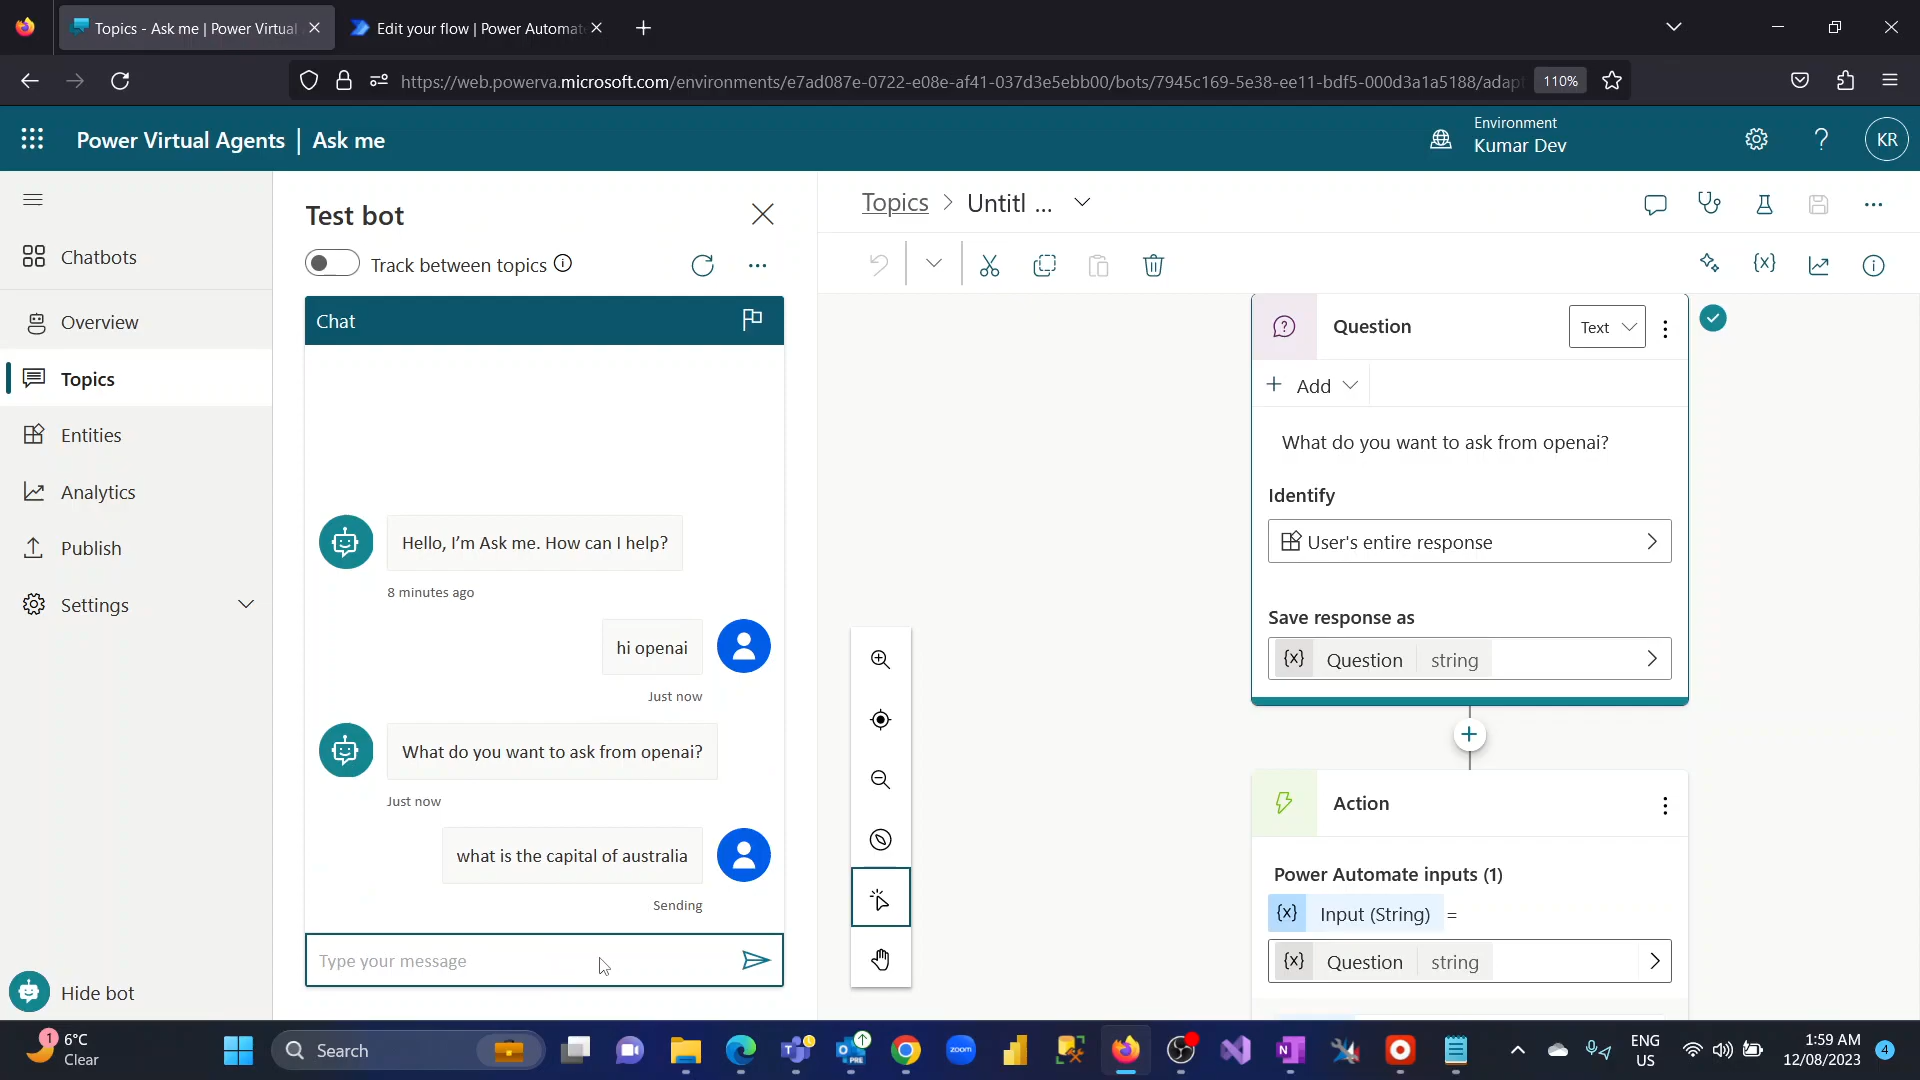 Topics - Ask me | Power Virtual
Edit your flow | Power Automat
https://web.powerva.microsoft.com/environments/e7ad087e-0722-e08e-af41-037d3e5ebb00/bots/7945c169-5e38-ee11-bdf5-000d3a1a5188/adapt
110%
Power Virtual Agents | Ask me
Environment
Kumar Dev
KR
Chatbots
Overview
Topics
Entities
Analytics
Publish
Settings
Hide bot
Test bot
Track between topics
Chat
Hello, I'm Ask me. How can I help?
8 minutes ago
hi openai
Just now
What do you want to ask from openai?
Just now
what is the capital of australia
Sending
Type your message
Topics > Untitl ...
Question
Text
Add
What do you want to ask from openai?
Identify
User's entire response
Save response as
{x} Question string
Action
Power Automate inputs (1)
{x} Input (String) =
{x} Question string
1
6°C
Clear
Search
PRE
zoom
ENG
US
1:59 AM
12/08/2023
4